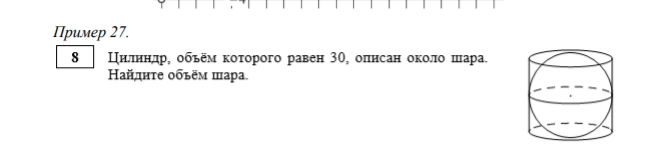 Пример 27.
8 Цилиндр, объём которого равен 30, описан около шара.
Найдите объём шара.